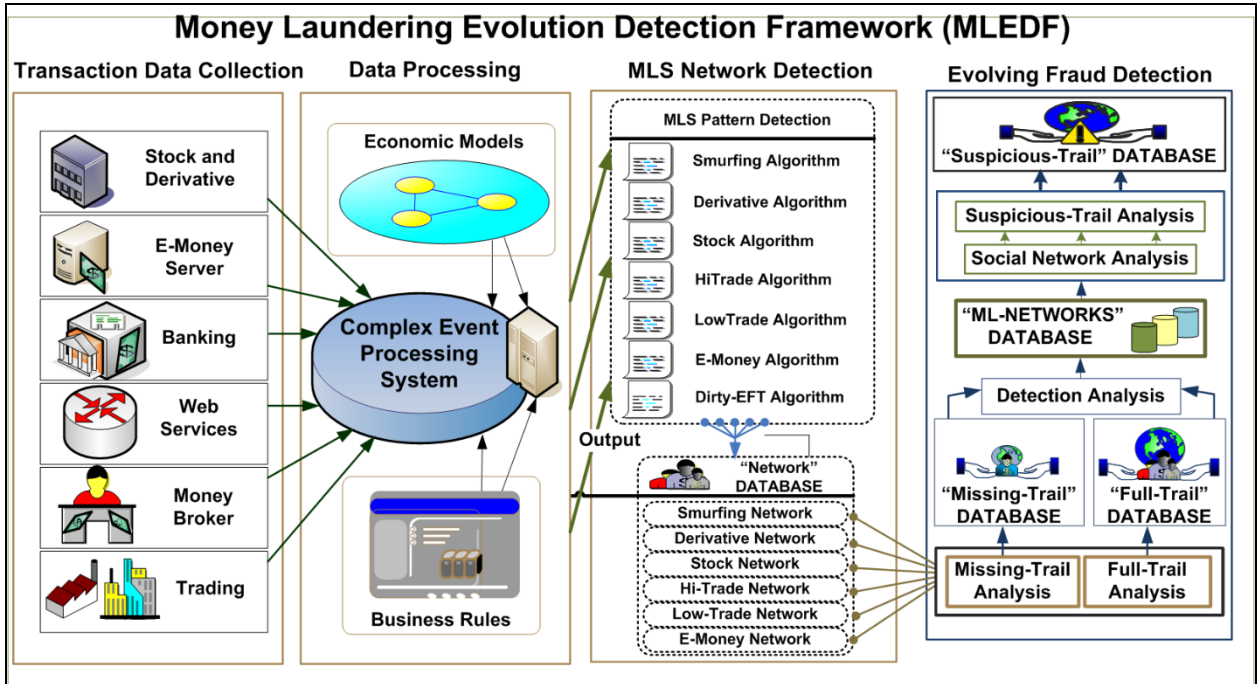 Money Laundering Evolution Detection Framework (MLEDF)
Transaction Data Collection
Stock and
Derivative
E-Money
Server
Banking
Web
Services
Money
Broker
Trading
Data Processing
Economic Models
Complex Event
Processing
System
Business Rules
Output
MLS Network Detection
MLS Pattern Detection
Smurfing Algorithm
Derivative Algorithm
Stock Algorithm
HiTrade Algorithm
LowTrade Algorithm
E-Money Algorithm
Dirty-EFT Algorithm
“Network”
DATABASE
Smurfing Network
Derivative Network
Stock Network
Hi-Trade Network
Low-Trade Network
E-Money Network
Evolving Fraud Detection
“Suspicious-Trail” DATABASE
Suspicious-Trail Analysis
Social Network Analysis
“ML-NETWORKS”
DATABASE
Detection Analysis
“Missing-Trail”
DATABASE
“Full-Trail”
DATABASE
Missing-Trail
Analysis
Full-Trail
Analysis